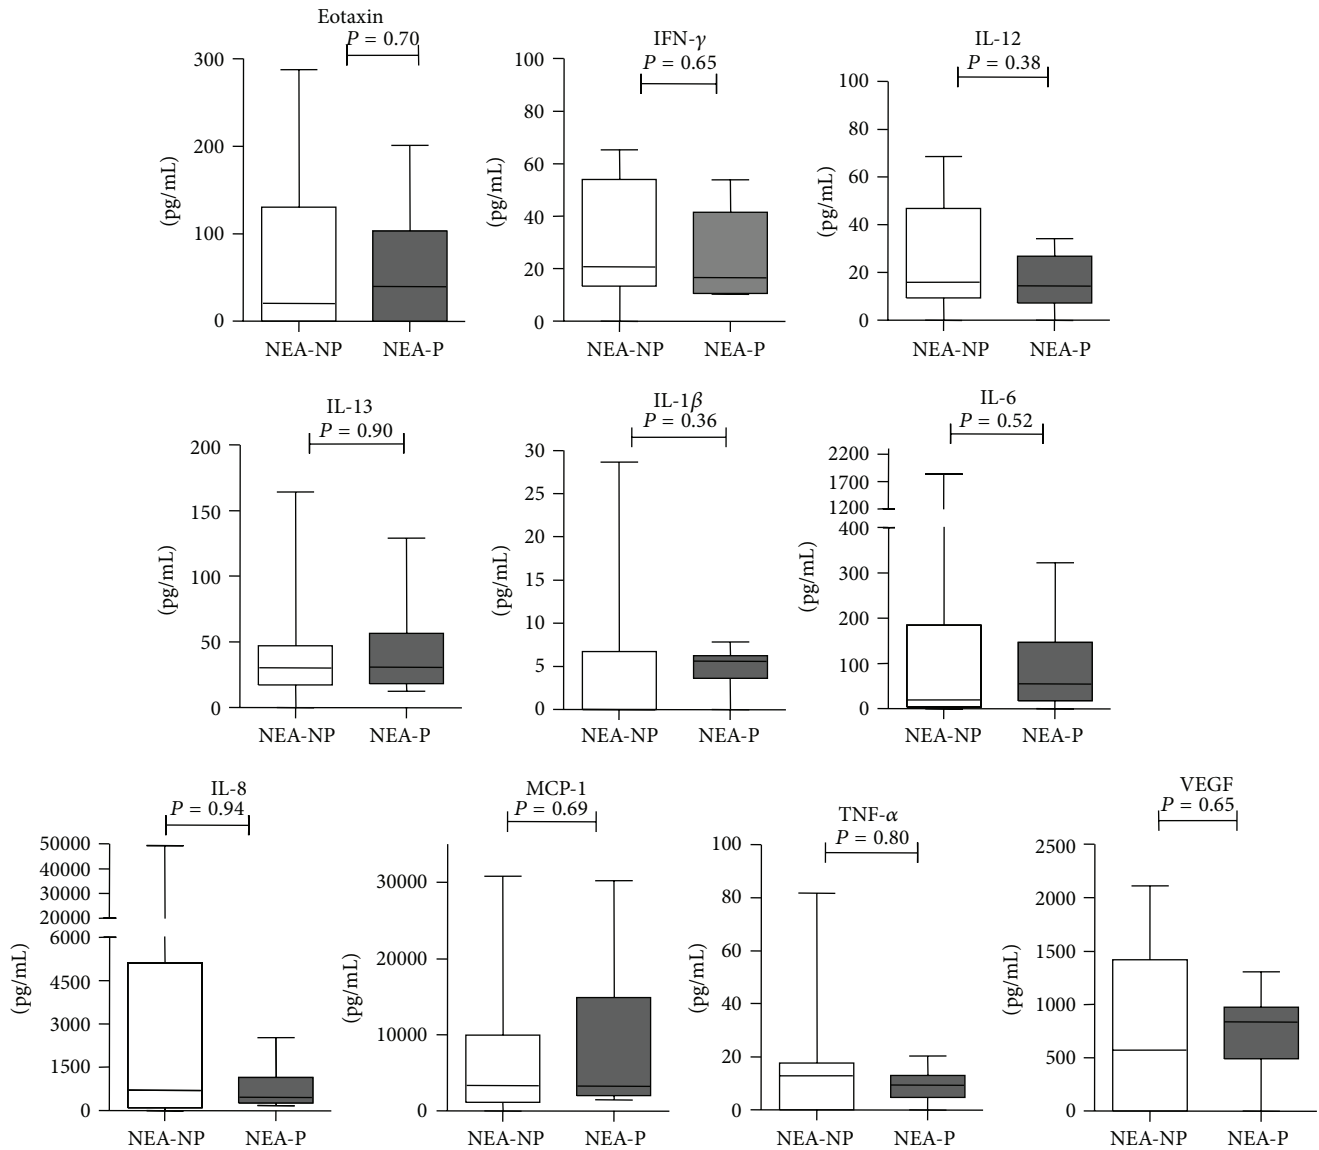 Eotaxin
P = 0.70
300
200
100
0
(pg/mL)
NEA-NP NEA-P
IFN-γ
P = 0.65
100
80
60
40
20
0
(pg/mL)
NEA-NP NEA-P
IL-12
P = 0.38
100
80
60
40
20
0
(pg/mL)
NEA-NP NEA-P
IL-13
P = 0.90
200
150
100
50
0
(pg/mL)
NEA-NP NEA-P
IL-1β
P = 0.36
30
25
20
15
10
5
0
(pg/mL)
NEA-NP NEA-P
IL-6
P = 0.52
2200
1700
1200
400
300
200
100
0
(pg/mL)
NEA-NP NEA-P
IL-8
P = 0.94
50000
40000
30000
20000
6000
4500
3000
1500
0
(pg/mL)
NEA-NP NEA-P
MCP-1
P = 0.69
30000
20000
10000
0
(pg/mL)
NEA-NP NEA-P
TNF-α
P = 0.80
100
80
60
40
20
0
(pg/mL)
NEA-NP NEA-P
VEGF
P = 0.65
2500
2000
1500
1000
500
0
(pg/mL)
NEA-NP NEA-P